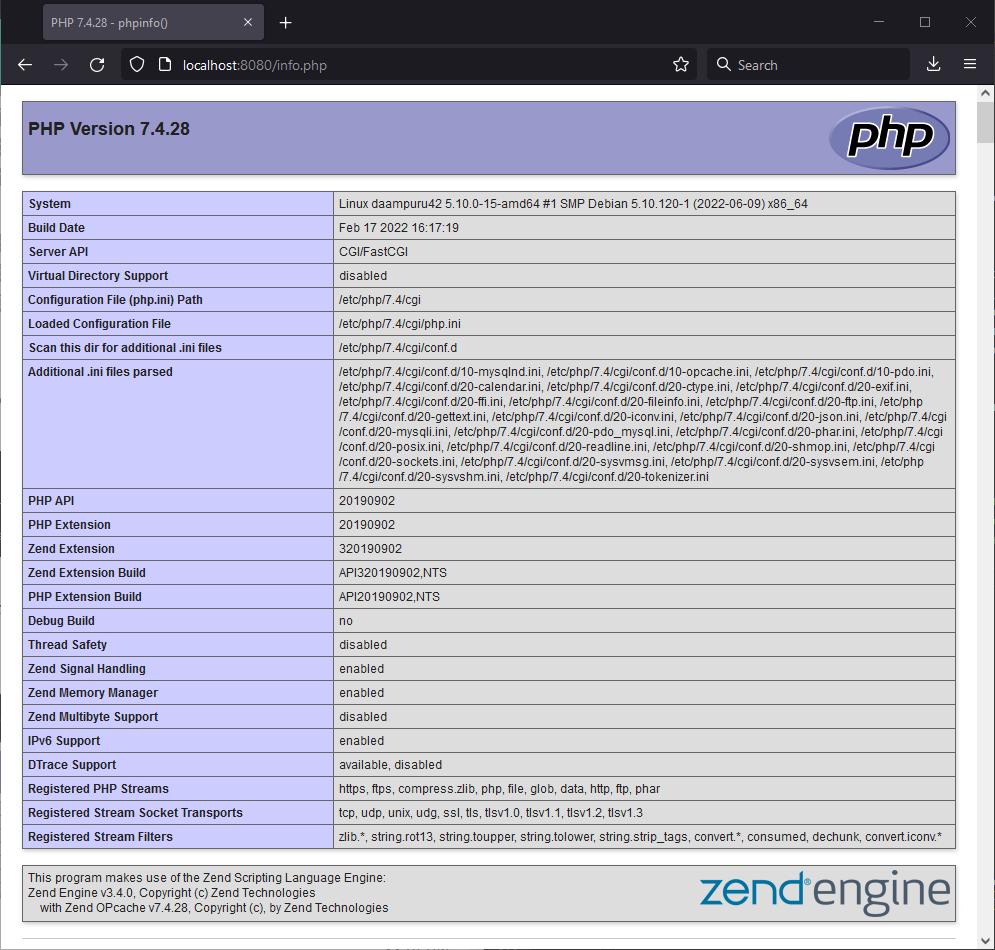 PHP 7.4.28 - phpinfo()
localhost:8080/info.php
Search
PHP Version 7.4.28
php
System Linux daampuru42 5.10.0-15-amd64 #1 SMP Debian 5.10.120-1 (2022-06-09) x86_64
Build Date Feb 17 2022 16:17:19
Server API CGI/FastCGI
Virtual Directory Support disabled
Configuration File (php.ini) Path /etc/php/7.4/cgi
Loaded Configuration File /etc/php/7.4/cgi/php.ini
Scan this dir for additional .ini files /etc/php/7.4/cgi/conf.d
Additional .ini files parsed /etc/php/7.4/cgi/conf.d/10-mysqlnd.ini, /etc/php/7.4/cgi/conf.d/10-opcache.ini, /etc/php/7.4/cgi/conf.d/10-pdo.ini,
/etc/php/7.4/cgi/conf.d/20-calendar.ini, /etc/php/7.4/cgi/conf.d/20-ctype.ini, /etc/php/7.4/cgi/conf.d/20-exif.ini,
/etc/php/7.4/cgi/conf.d/20-ffi.ini, /etc/php/7.4/cgi/conf.d/20-fileinfo.ini, /etc/php/7.4/cgi/conf.d/20-ftp.ini, /etc/php
/7.4/cgi/conf.d/20-gettext.ini, /etc/php/7.4/cgi/conf.d/20-iconv.ini, /etc/php/7.4/cgi/conf.d/20-json.ini, /etc/php/7.4/cgi
/conf.d/20-mysqli.ini, /etc/php/7.4/cgi/conf.d/20-pdo_mysql.ini, /etc/php/7.4/cgi/conf.d/20-phar.ini, /etc/php/7.4/cgi
/conf.d/20-posix.ini, /etc/php/7.4/cgi/conf.d/20-readline.ini, /etc/php/7.4/cgi/conf.d/20-shmop.ini, /etc/php/7.4/cgi
/conf.d/20-sockets.ini, /etc/php/7.4/cgi/conf.d/20-sysvmsg.ini, /etc/php/7.4/cgi/conf.d/20-sysvsem.ini, /etc/php
/7.4/cgi/conf.d/20-sysvshm.ini, /etc/php/7.4/cgi/conf.d/20-tokenizer.ini
PHP API 20190902
PHP Extension 20190902
Zend Extension 320190902
Zend Extension Build API320190902,NTS
PHP Extension Build API20190902,NTS
Debug Build no
Thread Safety disabled
Zend Signal Handling enabled
Zend Memory Manager enabled
Zend Multibyte Support disabled
IPv6 Support enabled
DTrace Support available, disabled
Registered PHP Streams https, ftps, compress.zlib, php, file, glob, data, http, ftp, phar
Registered Stream Socket Transports tcp, udp, unix, udg, ssl, tls, tlsv1.0, tlsv1.1, tlsv1.2, tlsv1.3
Registered Stream Filters zlib.*, string.rot13, string.toupper, string.tolower, string.strip_tags, convert.*, consumed, dechunk, convert.iconv.*
This program makes use of the Zend Scripting Language Engine:
Zend Engine v3.4.0, Copyright (c) Zend Technologies
with Zend OPcache v7.4.28, Copyright (c), by Zend Technologies
zend® engine